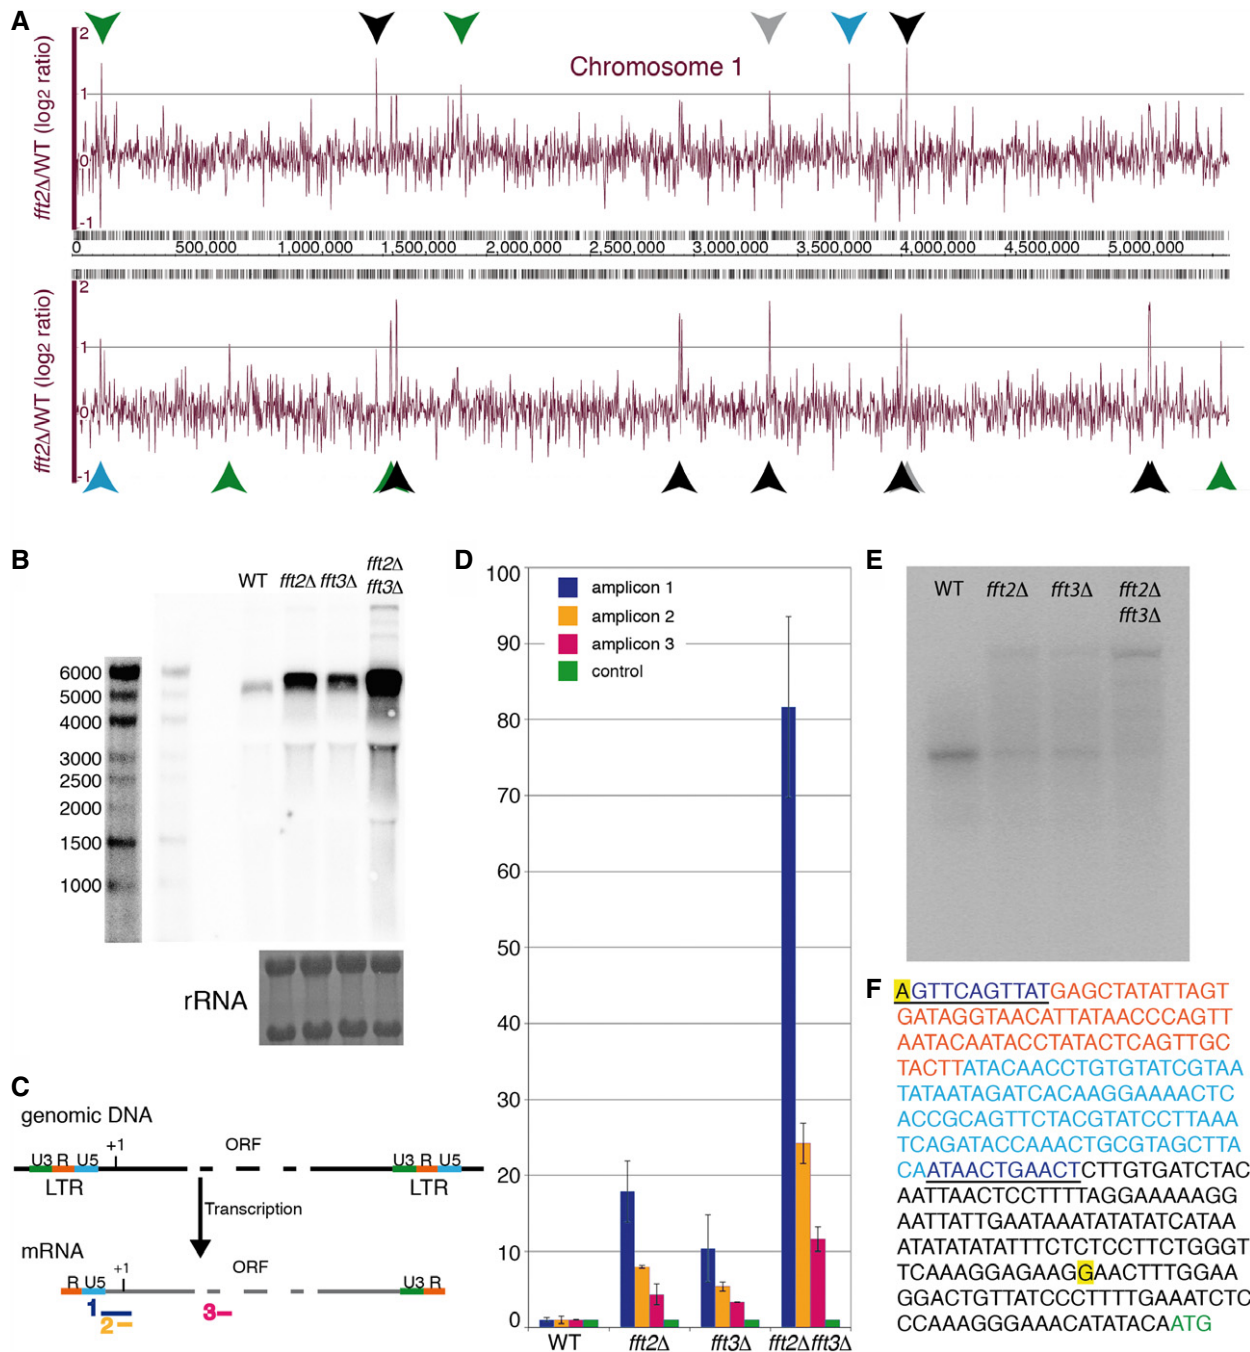 A
2
1
0
-1
fft2Δ/WT (log2 ratio)
Chromosome 1
0 500,000 1,000,000 1,500,000 2,000,000 2,500,000 3,000,000 3,500,000 4,000,000 4,500,000 5,000,000
2
1
0
-1
fft2Δ/WT (log2 ratio)
B
WT fft2Δ fft3Δ fft2Δ fft3Δ
6000
5000
4000
3000
2500
2000
1500
1000
rRNA
C
genomic DNA
+1
ORF
U3 R U5
U3 R U5
LTR
LTR
Transcription
mRNA
+1
ORF
R U5
U3 R
1
2
3
D
100
90
80
70
60
50
40
30
20
10
0
amplicon 1
amplicon 2
amplicon 3
control
WT fft2Δ fft3Δ fft2Δfft3Δ
E
WT fft2Δ fft3Δ fft2Δ
fft3Δ
F
AGTTCAGTTATGAGCTATATTAGT
GATAGGTAACATTATAACCCAGTT
AATACAATACCTATACTCAGTTGC
TACTTATACAACCTGTGTATCGTAA
TATAATAGATCACAAGGAAAACTC
ACCGCAGTTCTACGTATCCTTAAA
TCAGATACCAAACTGCGTAGCTTA
CAATAACTGAACTCTTGTGATCTAC
AATTAACTCCTTTTAGGAAAAAGG
AATTATTGAATAAATATATATCATAA
ATATATATATTTCTCTCCTTCTGGGT
TCAAAGGAGAAGGAACTTTGGAA
GGACTGTTATCCCTTTTGAAATCTC
CCAAAGGGAAACATATACAATG